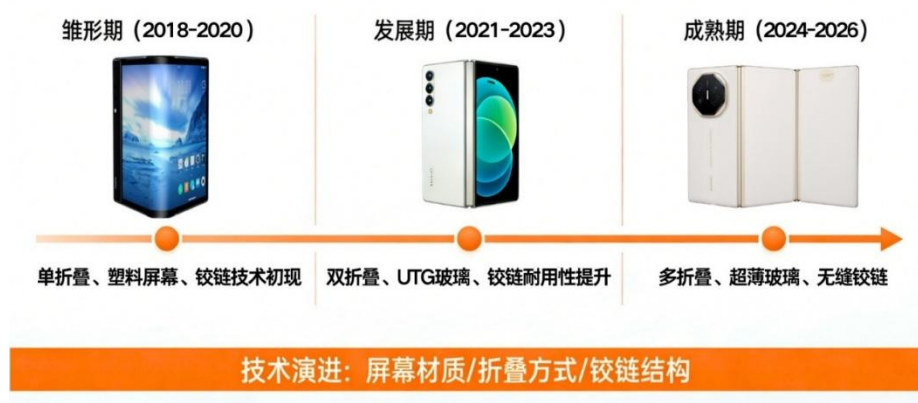 雏形期（2018-2020） 发展期（2021-2023） 成熟期（2024-2026）
单折叠、塑料屏幕、铰链技术初现 双折叠、UTG玻璃、铰链耐用性提升 多折叠、超薄玻璃、无缝铰链
技术演进：屏幕材质/折叠方式/铰链结构